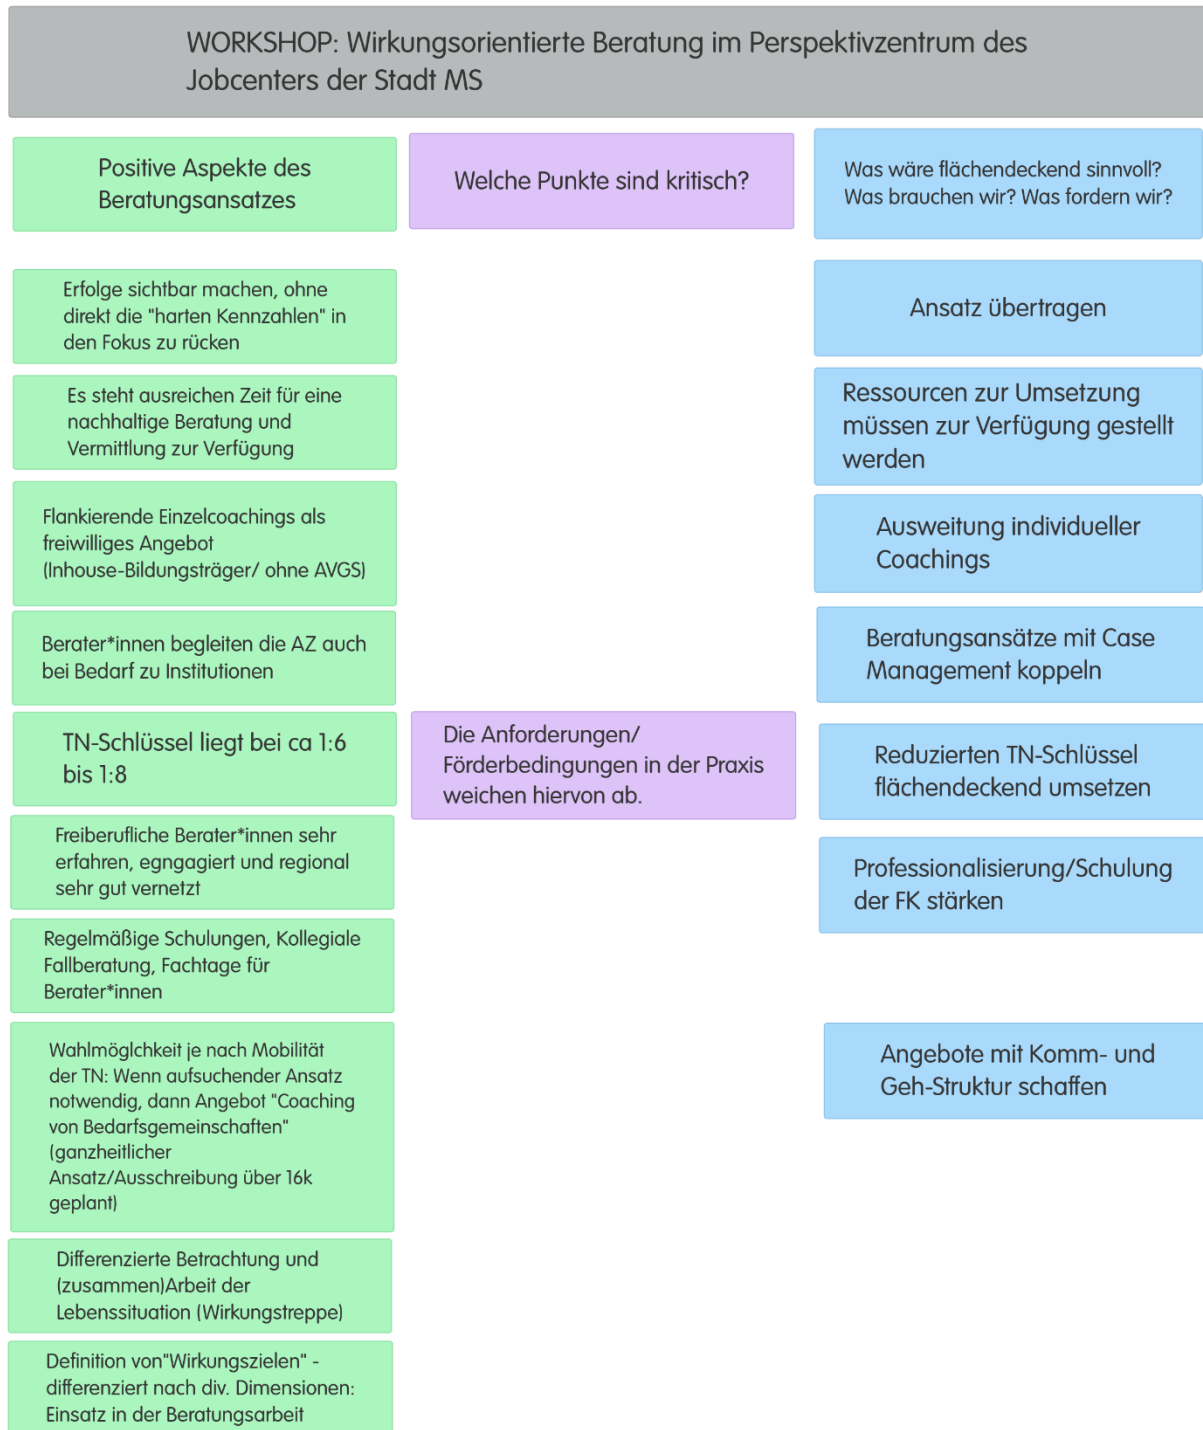 WORKSHOP: Wirkungsorientierte Beratung im Perspektivzentrum des
Jobcenters der Stadt MS
Positive Aspekte des
Beratungsansatzes
Welche Punkte sind kritisch?
Was wäre flächendeckend sinnvoll?
Was brauchen wir? Was fordern wir?
Erfolge sichtbar machen, ohne
direkt die "harten Kennzahlen" in
den Fokus zu rücken
Ansatz übertragen
Es steht ausreichen Zeit für eine
nachhaltige Beratung und
Vermittlung zur Verfügung
Ressourcen zur Umsetzung
müssen zur Verfügung gestellt
werden
Flankierende Einzelcoachings als
freiwilliges Angebot
(Inhouse-Bildungsträger/ ohne AVGS)
Ausweitung individueller
Coachings
Berater*innen begleiten die AZ auch
bei Bedarf zu Institutionen
Beratungsansätze mit Case
Management koppeln
TN-Schlüssel liegt bei ca 1:6
bis 1:8
Die Anforderungen/
Förderbedingungen in der Praxis
weichen hiervon ab.
Reduzierten TN-Schlüssel
flächendeckend umsetzen
Freiberufliche Berater*innen sehr
erfahren, egngagiert und regional
sehr gut vernetzt
Professionalisierung/Schulung
der FK stärken
Regelmäßige Schulungen, Kollegiale
Fallberatung, Fachtage für
Berater*innen
Wahlmöglchkeit je nach Mobilität
der TN: Wenn aufsuchender Ansatz
notwendig, dann Angebot "Coaching
von Bedarfsgemeinschaften"
(ganzheitlicher
Ansatz/Ausschreibung über 16k
geplant)
Angebote mit Komm- und
Geh-Struktur schaffen
Differenzierte Betrachtung und
(zusammen)Arbeit der
Lebenssituation (Wirkungstreppe)
Definition von"Wirkungszielen" -
differenziert nach div. Dimensionen:
Einsatz in der Beratungsarbeit